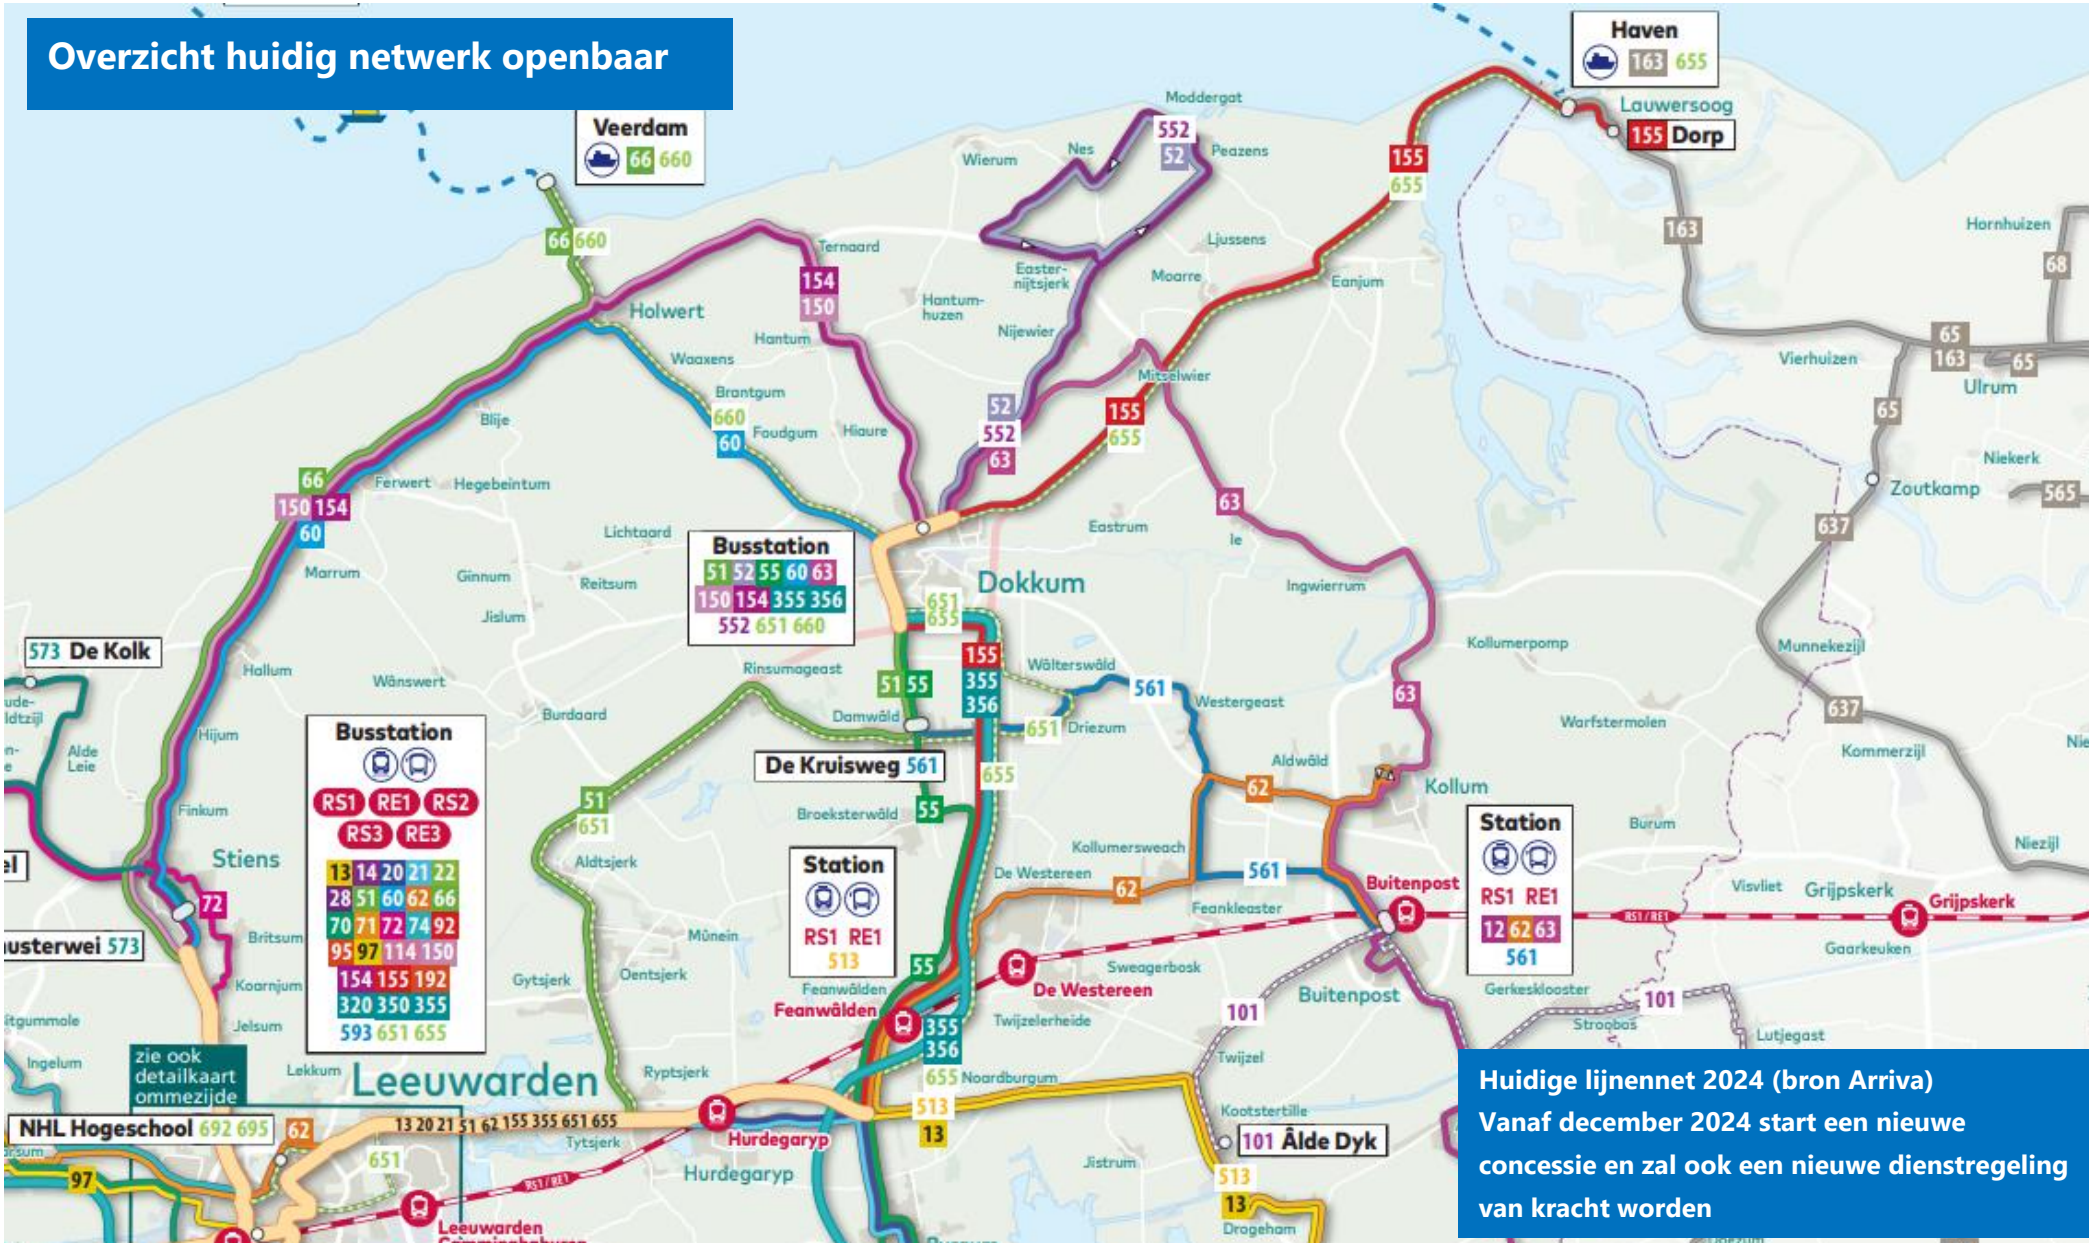 Overzicht huidig netwerk openbaar
Haven
163 655
Lauwersoog
155 Dorp
Veerdam
66 660
66 660
Moddergat
552
52
Peazens
Nes
Wierum
155
655
163
Hornhuizen
68
Ternaard
154
150
Ljussens
Easter-
nijtsjerk
Moarre
Eanjum
Hantum-
huzen
Holwert
Nijewier
Hantum
Waaxens
65
163
65
Vierhuizen
Ulrum
Mitselwier
Brantgum
660
60
Foudgum
Hiaure
52
552
63
155
655
65
Blije
Niekerk
66
150 154
60
Ferwert
Hegebeintum
63
Zoutkamp
565
637
Lichtaard
Eastrum
Ie
Busstation
51 52 55 60 63
150 154 355 356
552 651 660
Marrum
Ginnum
Reitsum
Dokkum
Ingwierrum
Jislum
651
655
573 De Kolk
Hallum
Wânswert
Rinsumageast
155
355
356
Wâlterswâld
561
Kollumerpomp
Munnekezijl
51 55
63
Westergeast
637
Burdaard
Damwâld
651
Driezum
Warfstermolen
Kommerzijl
Hijum
Alde
Leie
Busstation
RS1 RE1 RS2
RS3 RE3
13 14 20 21 22
28 51 60 62 66
70 71 72 74 92
95 97 114 150
154 155 192
320 350 355
593 651 655
De Kruisweg 561
655
Aldwâld
62
Kollum
51
651
Finkum
Broeksterwâld
55
Burum
Niezijl
Stiens
Aldtsjerk
Kollumersweach
Station
RS1 RE1
513
De Westereen
62
561
Feankleaster
Buitenpost
Station
RS1 RE1
12 62 63
561
Visvliet
Grijpskerk
Grijpskerk
RS1/RE1
72
Britsum
usterwei 573
Mûnein
Gaarkeuken
Oentsjerk
Gytsjerk
Koarnjum
55
Feanwâlden
Feanwâlden
Sweagerbosk
De Westereen
Buitenpost
Gerkesklooster
101
101
Stroobos
Lutjegast
Jelsum
355
356
655
Twijzelerheide
Twijzel
Noardburgum
Ingelum
zie ook
detailkaart
ommezijde
Lekkum
Leeuwarden
Ryptsjerk
Huidige lijnennet 2024 (bron Arriva)
Vanaf december 2024 start een nieuwe
concessie en zal ook een nieuwe dienstregeling
van kracht worden
513
13
Kootstertille
101 Âlde Dyk
NHL Hogeschool 692 695
62
13 20 21 51 62 155 355 651 655
Tytsjerk
Hurdegaryp
Hurdegaryp
651
Jistrum
513
13
97
RS1/RE1
Leeuwarden
Drogeham